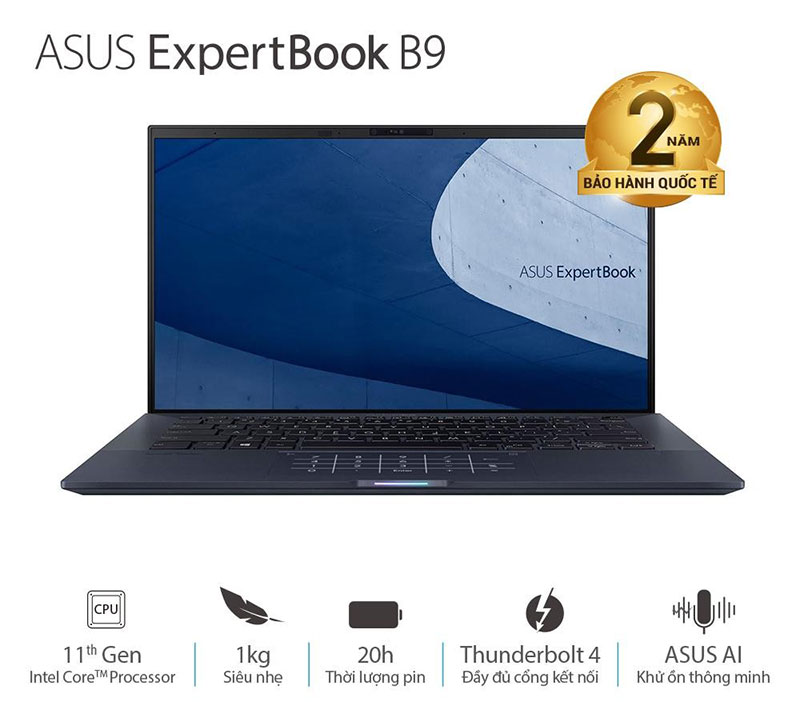 ASUS ExpertBook B9
2
NĂM
BẢO HÀNH QUỐC TẾ
ASUS ExpertBook
Enter
CPU
11th Gen
Intel Core™ Processor
1kg
Siêu nhẹ
20h
Thời lượng pin
Thunderbolt 4
Đầy đủ cổng kết nối
ASUS AI
Khử ồn thông minh